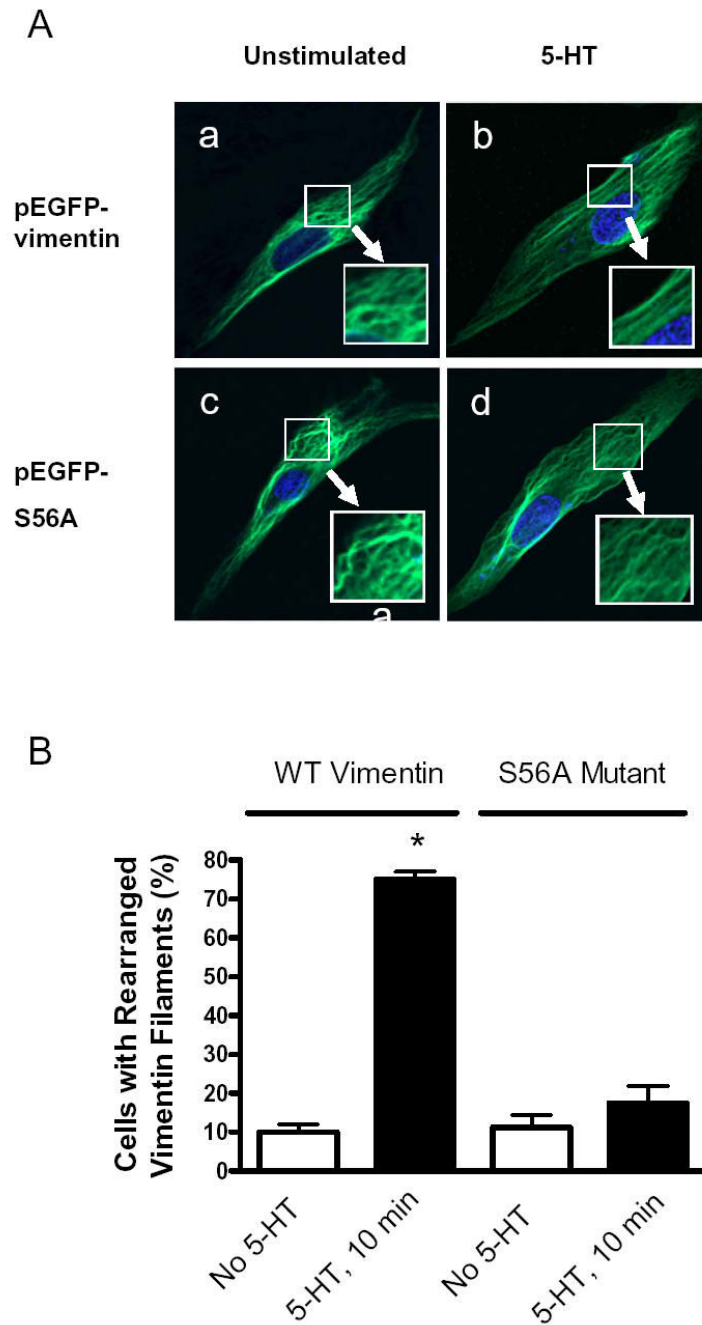 A
Unstimulated 5-HT
pEGFP-
vimentin
a
b
pEGFP-
S56A
c
d
a
B
WT Vimentin S56A Mutant
Cells with Rearranged
Vimentin Filaments (%)
*
80
70
60
50
40
30
20
10
0
No 5-HT
5-HT, 10 min
No 5-HT
5-HT, 10 min